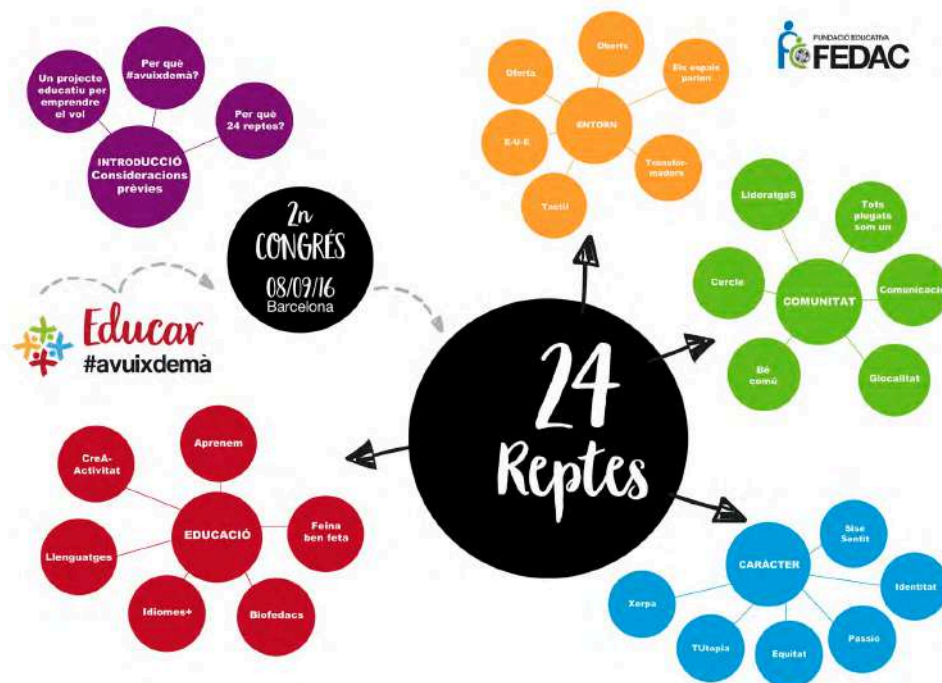 Un projecte
educatiu per
emprendre
el vol
Per què
#avuixdemà?
Per què
24 reptes?
INTRODUCCIÓ
Consideracions
prèvies
2n
CONGRÉS
08/09/16
Barcelona
Educar
#avuixdemà
FUNDACIÓ EDUCATIVA
FEDAC
Oberts
Oferta
Els espais
parlen
ENTORN
E-U-E
Transfor-
madors
Tàctil
LideratgeS
Tots
plegats
som un
Cercle
COMUNITAT
Comunicació
Bé
comú
Glocalitat
24
Reptes
Aprenem
CreA-
Activitat
EDUCACIÓ
Feina
ben feta
Llenguatges
Idiomes+
Biofedacs
Sisè
Sentit
CARÀCTER
Identitat
Xerpa
TUtopia
Equitat
Passió